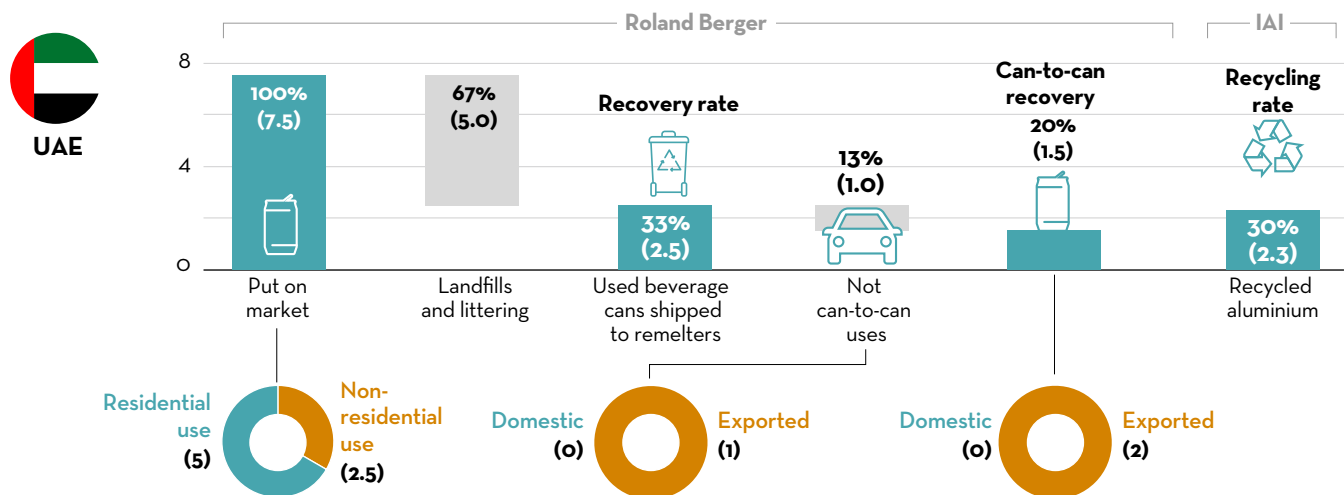 Roland Berger
IAI
UAE
8
4
0
100%
(7.5)
67%
(5.0)
Recovery rate
33%
(2.5)
13%
(1.0)
Can-to-can
recovery
20%
(1.5)
Recycling
rate
30%
(2.3)
Put on
market
Landfills
and littering
Used beverage
cans shipped
to remelters
Not
can-to-can
uses
Recycled
aluminium
Residential
use
(5)
Non-
residential
use
(2.5)
Domestic
(0)
Exported
(1)
Domestic
(0)
Exported
(2)